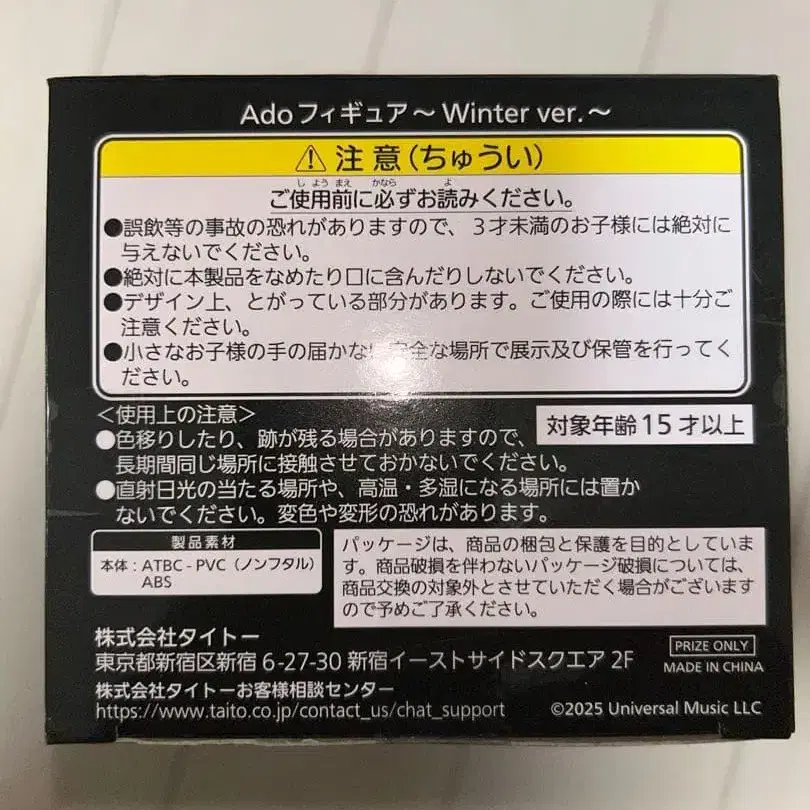 Adoフィギュア～Winter ver.～
⚠注意(ちゅうい)
ご使用前に必ずお読みください。
●誤飲等の事故の恐れがありますので、3才未満のお子様には絶対に
与えないでください。
●絶対に本製品をなめたり口に含んだりしないでください。
●デザイン上、とがっている部分があります。ご使用の際には十分ご
注意ください。
●小さなお子様の手の届かない安全な場所で展示及び保管を行ってく
ださい。
＜使用上の注意＞
●色移りしたり、跡が残る場合がありますので、
長期間同じ場所に接触させておかないでください。
対象年齢15才以上
●直射日光の当たる場所や、高温・多湿になる場所には置か
ないでください。変色や変形の恐れがあります。
製品素材
本体：ATBC-PVC（ノンフタル）
ABS
パッケージは、商品の梱包と保護を目的としていま
す。商品破損を伴わないパッケージ破損については、
商品交換の対象外とさせていただく場合がございます
ので予めご了承ください。
株式会社タイトー
東京都新宿区新宿6-27-30 新宿イーストサイドスクエア2F
株式会社タイトーお客様相談センター
https://www.taito.co.jp/contact_us/chat_support
PRIZE ONLY
MADE IN CHINA
©2025 Universal Music LLC